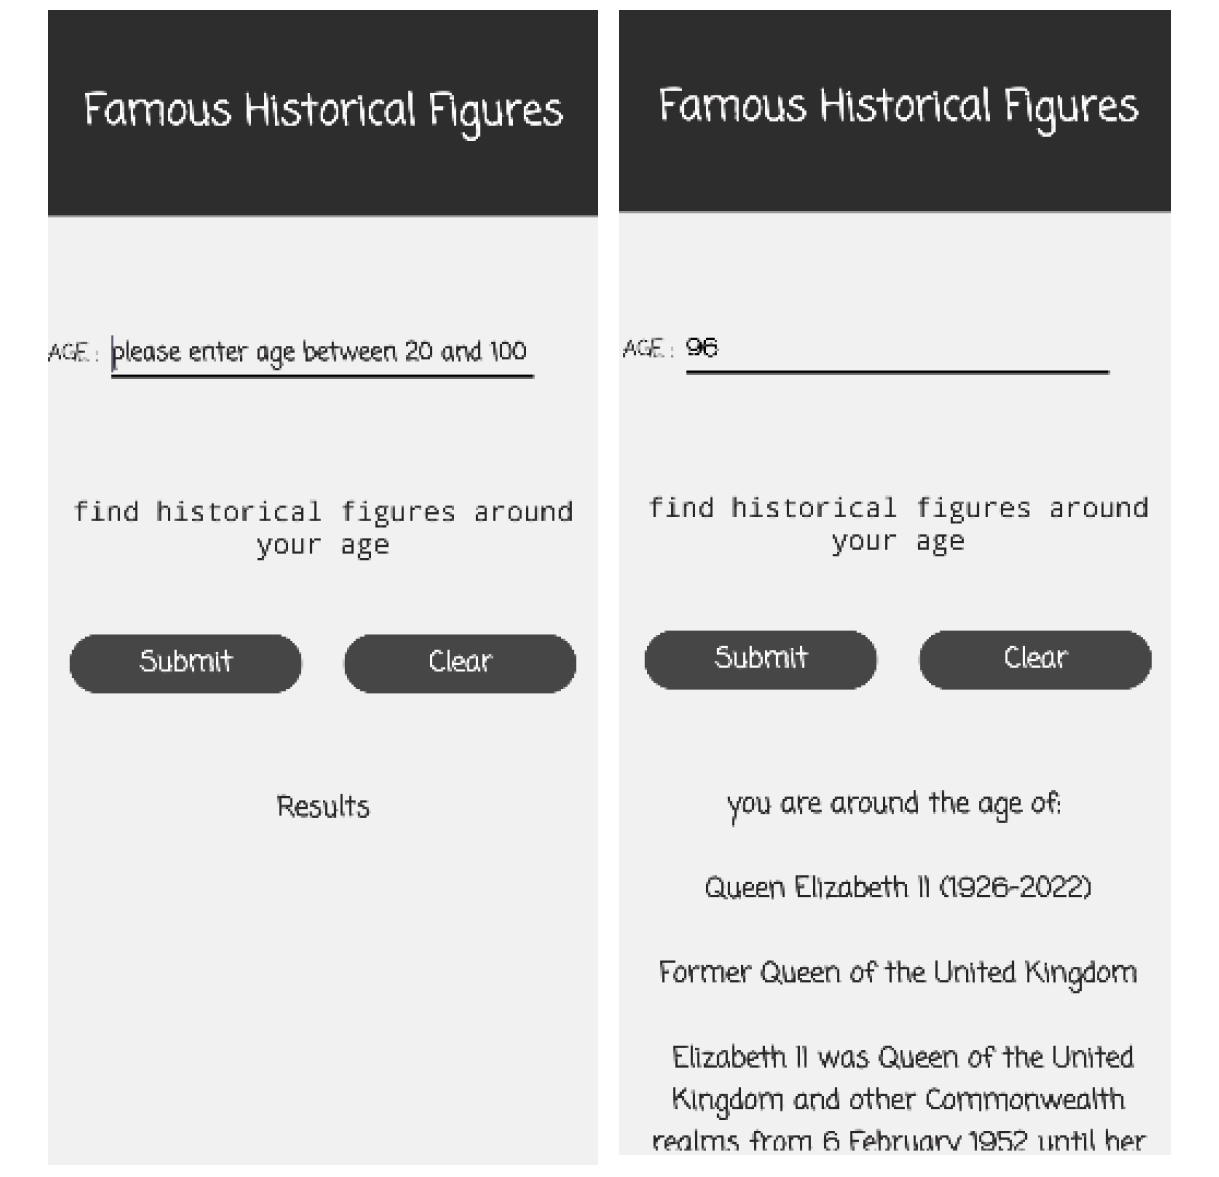 Famous Historical Figures
AGE: please enter age between 20 and 100
find historical figures around
your age
Submit
Clear
Results
Famous Historical Figures
AGE: 96
find historical figures around
your age
Submit
Clear
you are around the age of:
Queen Elizabeth II (1926-2022)
Former Queen of the United Kingdom
Elizabeth II was Queen of the United
Kingdom and other Commonwealth
realms from 6 February 1952 until her